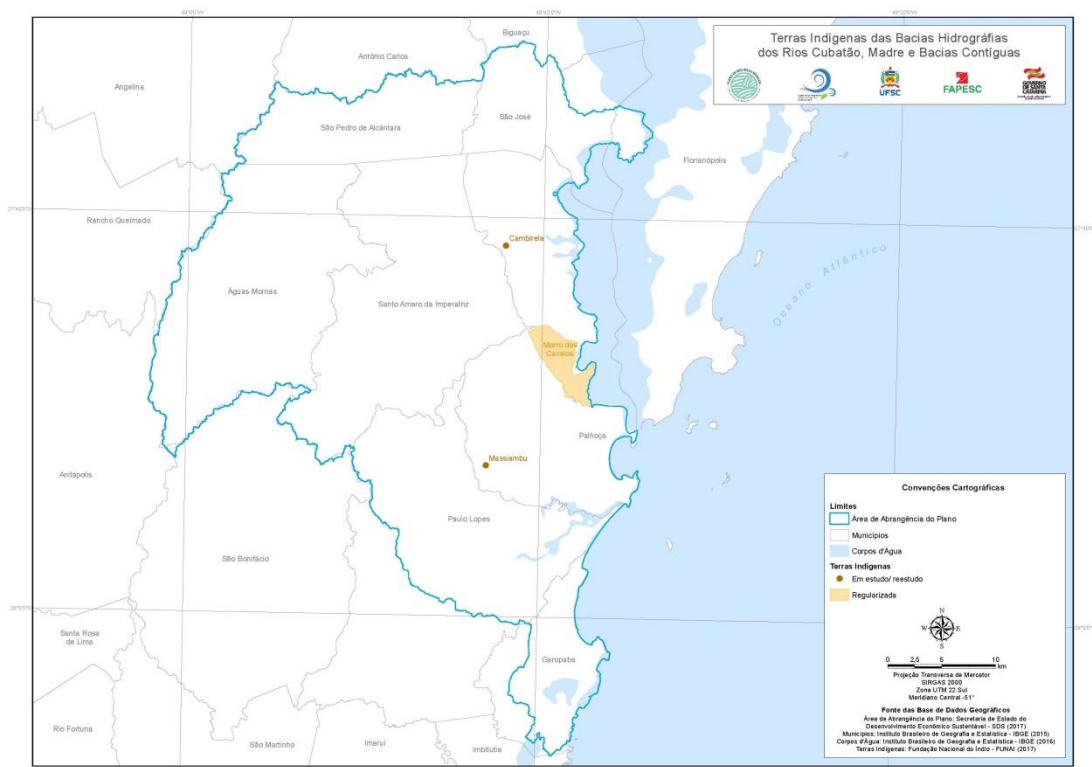 Terras Indígenas das Bacias Hidrográfias
dos Rios Cubatão, Madre e Bacias Contíguas
UFSC
FAPESC
GOVERNO
DE SANTA
CATARINA
Biguaçu
Antônio Carlos
Angelina
São José
São Pedro de Alcântara
Florianópolis
Rancho Queimado
Cambirela
Oceano Atlântico
Águas Mornas
Santo Amaro da Imperatriz
Morro dos
Cavalos
Palhoça
Massiambu
Anitápolis
Paulo Lopes
São Bonifácio
Santa Rosa
de Lima
Garopaba
Rio Fortuna
São Martinho
Imaruí
Imbituba
Convenções Cartográficas
Limites
Área de Abrangência do Plano
Municípios
Corpos d'Água
Terras Indígenas
Em estudo/ reestudo
Regularizada
N
W
E
S
0 2,5 5 10
km
Projeção Transversa de Mercator
SIRGAS 2000
Zona UTM 22 Sul
Meridiano Central -51°
Fonte das Base de Dados Geográficos
Área de Abrangência do Plano: Secretaria de Estado do
Desenvolvimento Econômico Sustentável - SDS (2017)
Municípios: Instituto Brasileiro de Geografia e Estatística - IBGE (2015)
Corpos d'Água: Instituto Brasileiro de Geografia e Estatística - IBGE (2016)
Terras Indígenas: Fundação Nacional do Índio - FUNAI (2017)